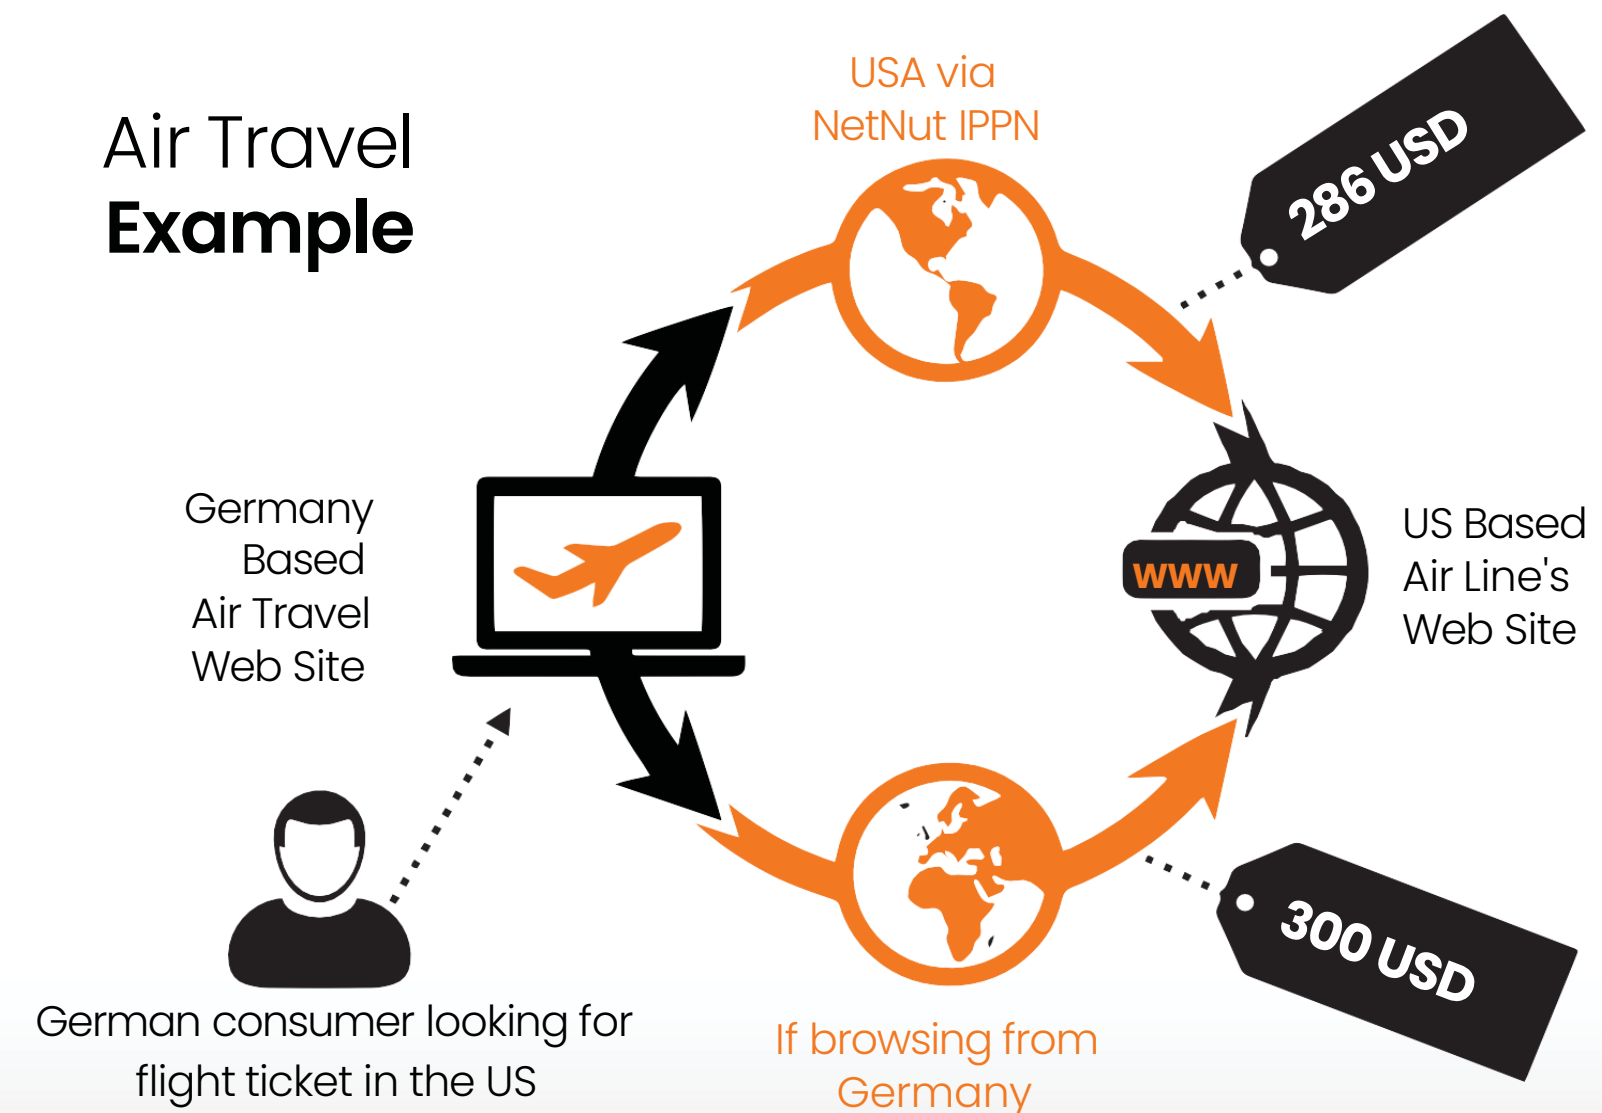 Air Travel
Example
USA via
NetNut IPPN
286 USD
Germany
Based
Air Travel
Web Site
www
US Based
Air Line's
Web Site
300 USD
German consumer looking for
flight ticket in the US
If browsing from
Germany